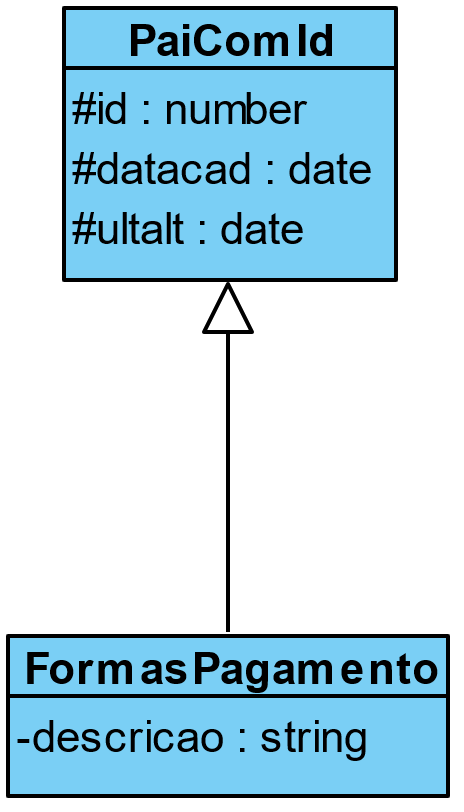 PaiComId
#id : number
#datacad : date
#ultalt : date
FormasPagamento
-descricao : string